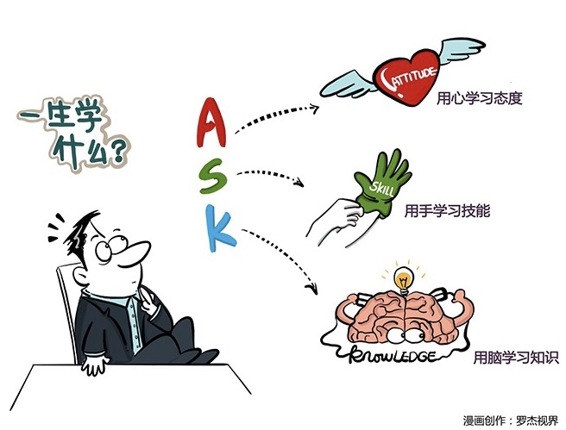 一生学
什么?
A
S
K
ATTITUDE
用心学习态度
SKILL
用手学习技能
KNOWLEDGE
用脑学习知识
漫画创作：罗杰视界